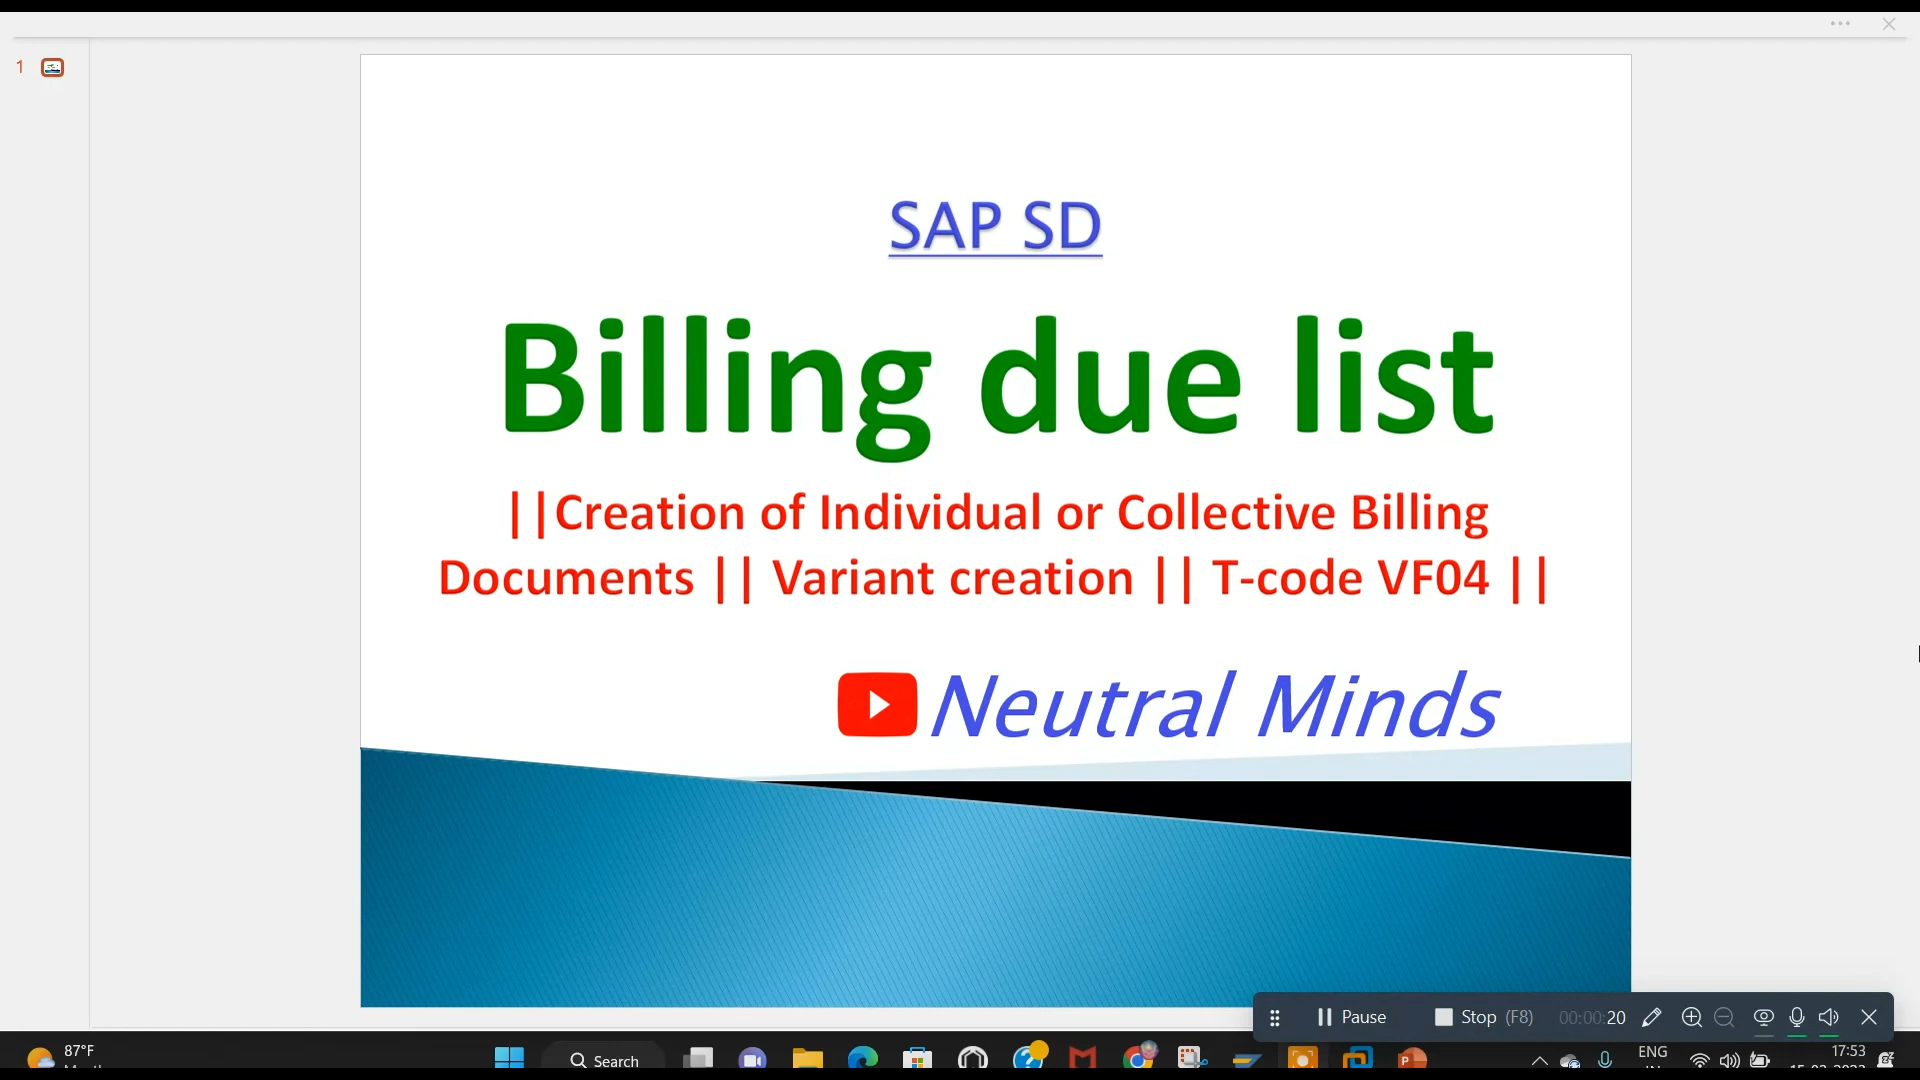 1
SAP SD
Billing due list
||Creation of Individual or Collective Billing
Documents || Variant creation || T-code VF04 ||
Neutral Minds
Pause
Stop (F8)
00:00:20
87°F
Search
ENG
17:53